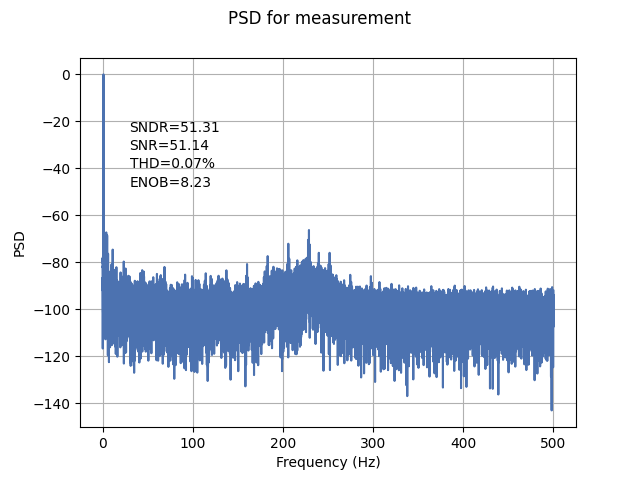 PSD for measurement
0
−20
−40
−60
−80
−100
−120
−140
PSD
SNDR=51.31
SNR=51.14
THD=0.07%
ENOB=8.23
0 100 200 300 400 500
Frequency (Hz)